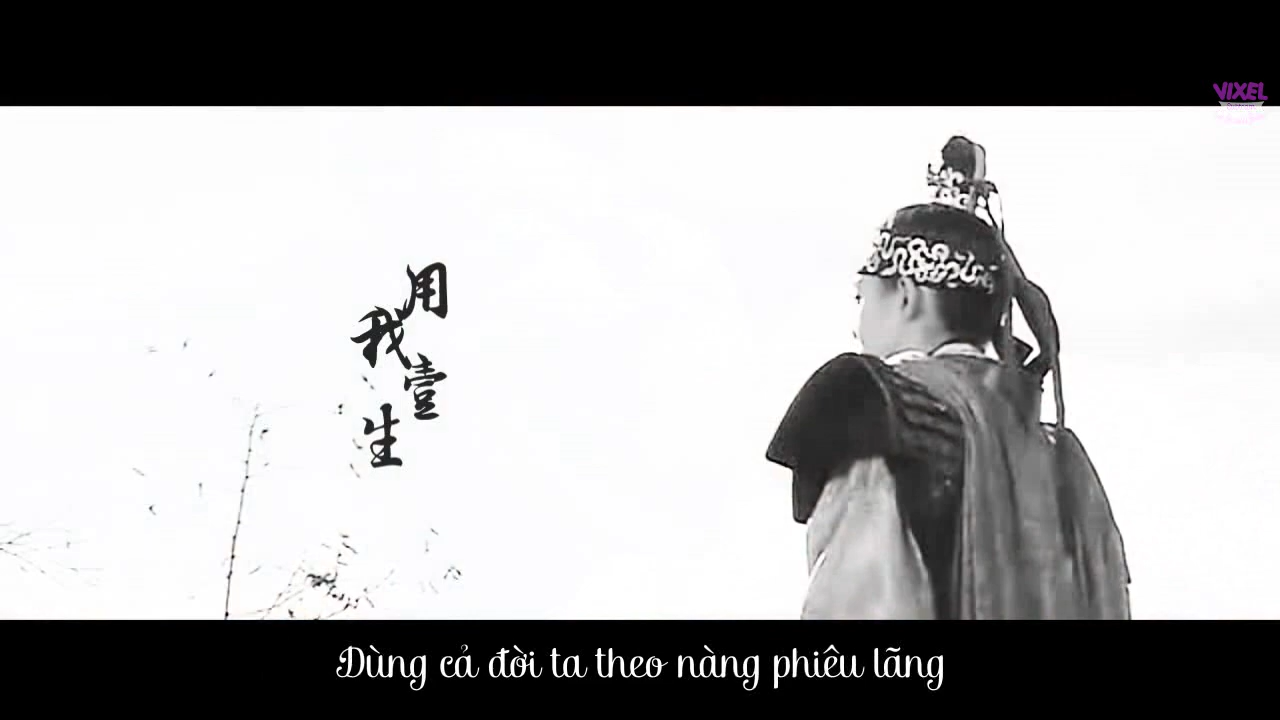 VIXEL
用我壹生
Dùng cả đời ta theo nàng phiêu lãng